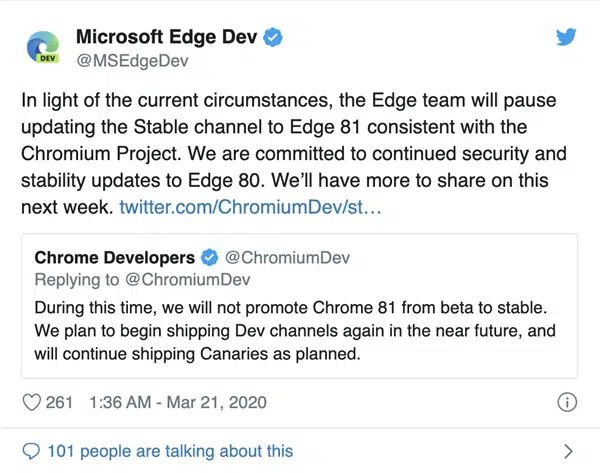 Microsoft Edge Dev
@MSEdgeDev
DEV
In light of the current circumstances, the Edge team will pause
updating the Stable channel to Edge 81 consistent with the
Chromium Project. We are committed to continued security and
stability updates to Edge 80. We’ll have more to share on this
next week. twitter.com/ChromiumDev/st…
Chrome Developers @ChromiumDev
Replying to @ChromiumDev
During this time, we will not promote Chrome 81 from beta to stable.
We plan to begin shipping Dev channels again in the near future, and
will continue shipping Canaries as planned.
261 1:36 AM - Mar 21, 2020
101 people are talking about this